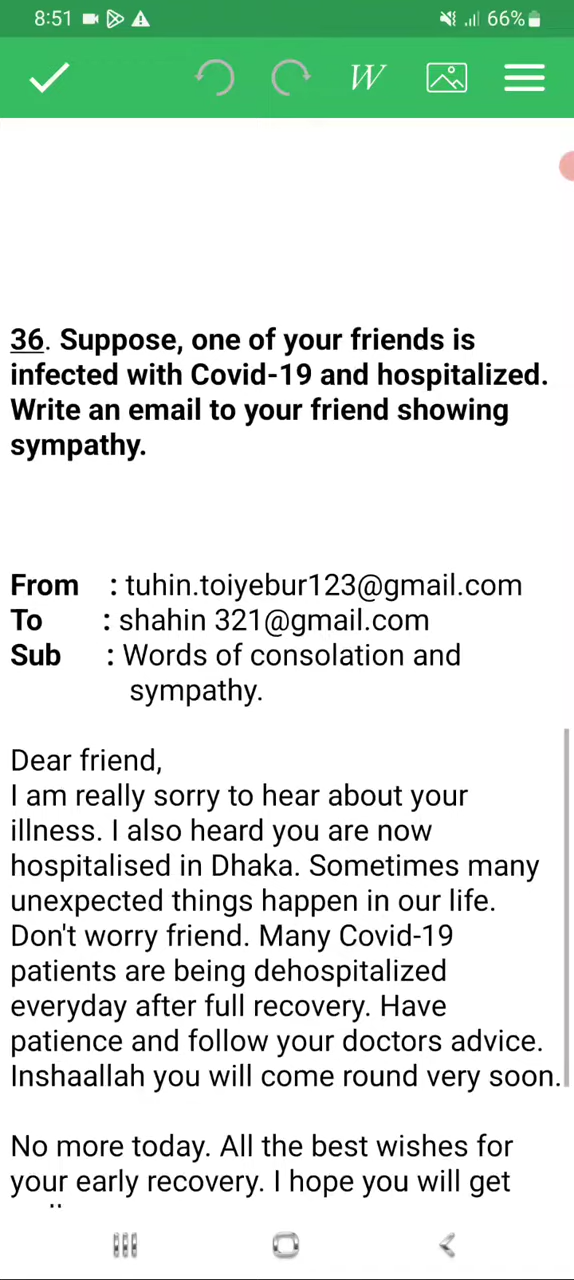 8:51
66%
W
36. Suppose, one of your friends is
infected with Covid-19 and hospitalized.
Write an email to your friend showing
sympathy.
From : tuhin.toiyebur123@gmail.com
To : shahin 321@gmail.com
Sub : Words of consolation and
sympathy.
Dear friend,
I am really sorry to hear about your
illness. I also heard you are now
hospitalised in Dhaka. Sometimes many
unexpected things happen in our life.
Don't worry friend. Many Covid-19
patients are being dehospitalized
everyday after full recovery. Have
patience and follow your doctors advice.
Inshaallah you will come round very soon.
No more today. All the best wishes for
your early recovery. I hope you will get